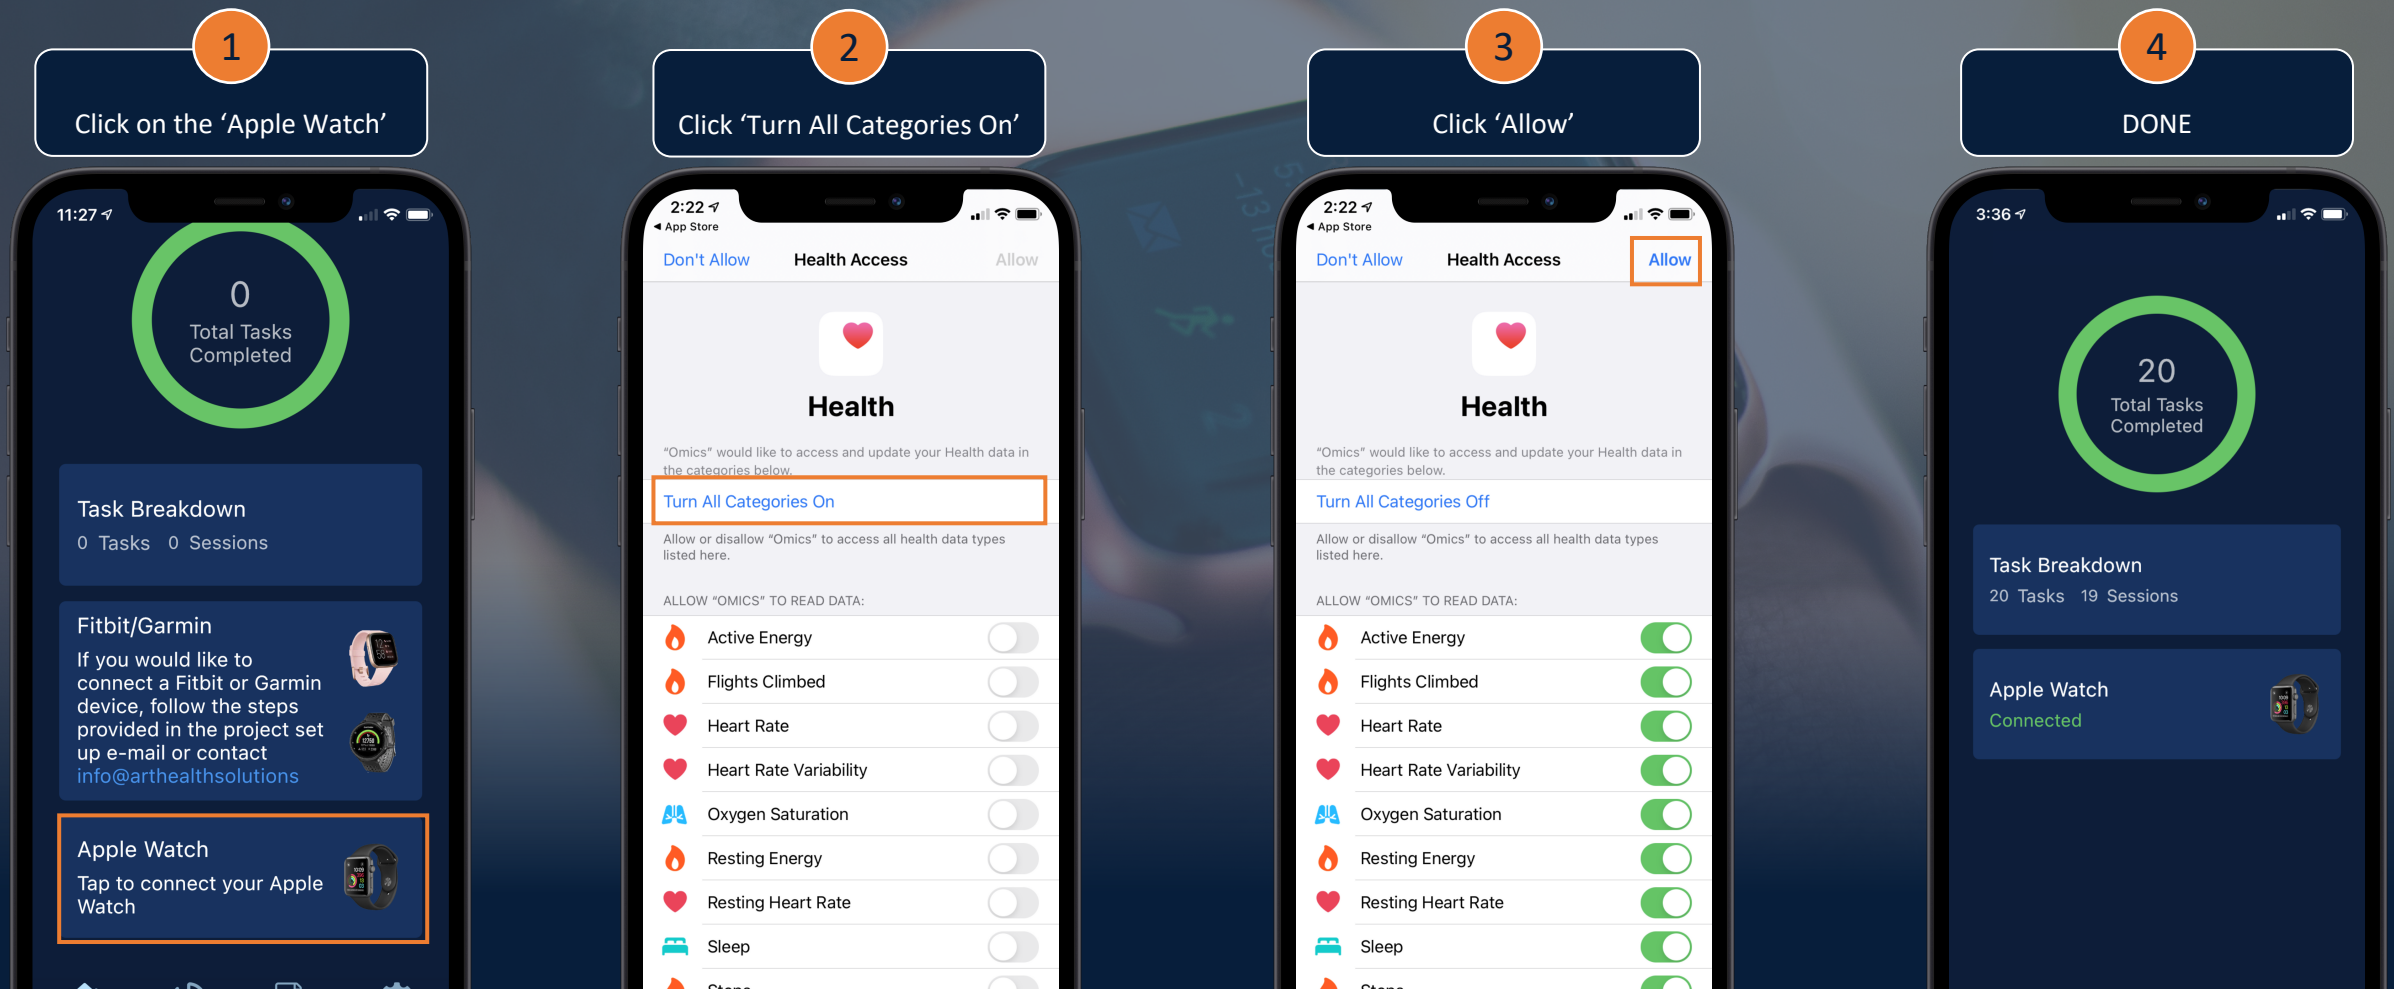 1
Click on the ‘Apple Watch’
11:27
0
Total Tasks
Completed
Task Breakdown
0 Tasks 0 Sessions
Fitbit/Garmin
If you would like to
connect a Fitbit or Garmin
device, follow the steps
provided in the project set
up e-mail or contact
info@arthealthsolutions
Apple Watch
Tap to connect your Apple
Watch
2
Click ‘Turn All Categories On’
2:22
App Store
Don't Allow Health Access Allow
Health
“Omics” would like to access and update your Health data in
the categories below.
Turn All Categories On
Allow or disallow “Omics” to access all health data types
listed here.
ALLOW “OMICS” TO READ DATA:
Active Energy
Flights Climbed
Heart Rate
Heart Rate Variability
Oxygen Saturation
Resting Energy
Resting Heart Rate
Sleep
Steps
3
Click ‘Allow’
2:22
App Store
Don't Allow Health Access Allow
Health
“Omics” would like to access and update your Health data in
the categories below.
Turn All Categories Off
Allow or disallow “Omics” to access all health data types
listed here.
ALLOW “OMICS” TO READ DATA:
Active Energy
Flights Climbed
Heart Rate
Heart Rate Variability
Oxygen Saturation
Resting Energy
Resting Heart Rate
Sleep
Steps
4
DONE
3:36
20
Total Tasks
Completed
Task Breakdown
20 Tasks 19 Sessions
Apple Watch
Connected